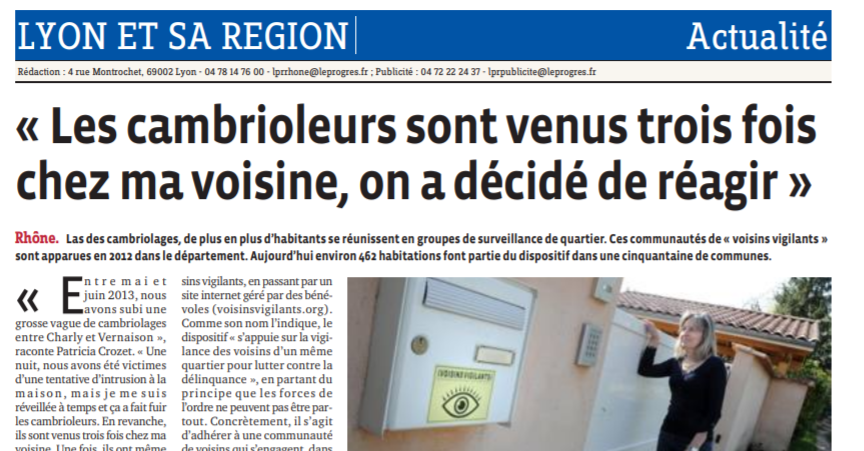 LYON ET SA REGION
Actualité
Rédaction : 4 rue Montrochet, 69002 Lyon - 04 78 14 76 00 - lprrhone@leprogres.fr ; Publicité : 04 72 22 24 37 - lprpublicite@leprogres.fr
« Les cambrioleurs sont venus trois fois
chez ma voisine, on a décidé de réagir »
Rhône. Las des cambriolages, de plus en plus d'habitants se réunissent en groupes de surveillance de quartier. Ces communautés de « voisins vigilants »
sont apparues en 2012 dans le département. Aujourd'hui environ 462 habitations font partie du dispositif dans une cinquantaine de communes.
« Entre mai et
juin 2013, nous
avons subi une
grosse vague de cambriolages
entre Charly et Vernaison »,
raconte Patricia Crozet. « Une
nuit, nous avons été victimes
d'une tentative d'intrusion à la
maison, mais je me suis
réveillée à temps et ça a fait fuir
les cambrioleurs. En revanche,
ils sont venus trois fois chez ma
voisine. Une fois, ils ont même
sins vigilants, en passant par un
site internet géré par des béné-
voles (voisinsvigilants.org).
Comme son nom l'indique, le
dispositif « s'appuie sur la vigi-
lance des voisins d'un même
quartier pour lutter contre la
délinquance », en partant du
principe que les forces de
l'ordre ne peuvent pas être par-
tout. Concrètement, il s'agit
d'adhérer à une communauté
de voisins qui s'engagent, dans
VOISINS VIGILANTS